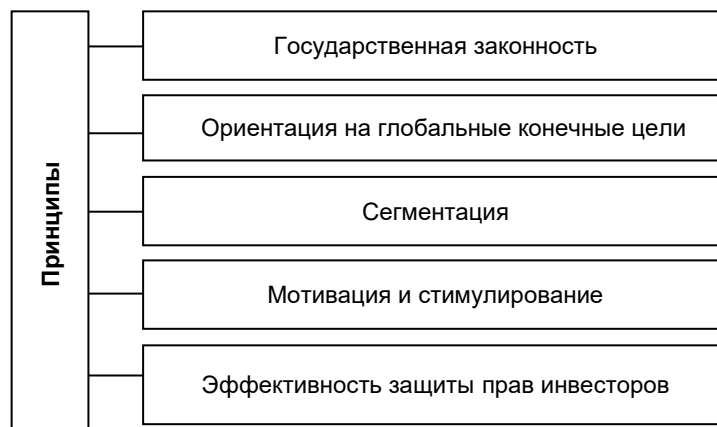 Принципы
Государственная законность
Ориентация на глобальные конечные цели
Сегментация
Мотивация и стимулирование
Эффективность защиты прав инвесторов